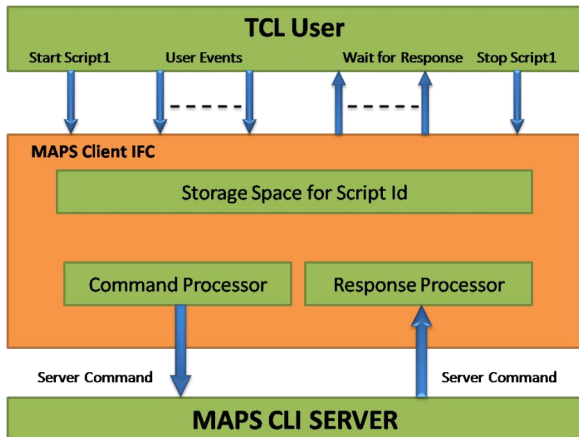 TCL User
Start Script1 User Events Wait for Response Stop Script1
MAPS Client IFC
Storage Space for Script Id
Command Processor Response Processor
Server Command Server Command
MAPS CLI SERVER